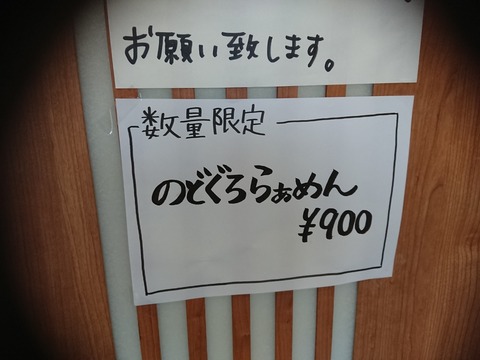 お願い致します。
数量限定
のどぐろらぁめん
¥900